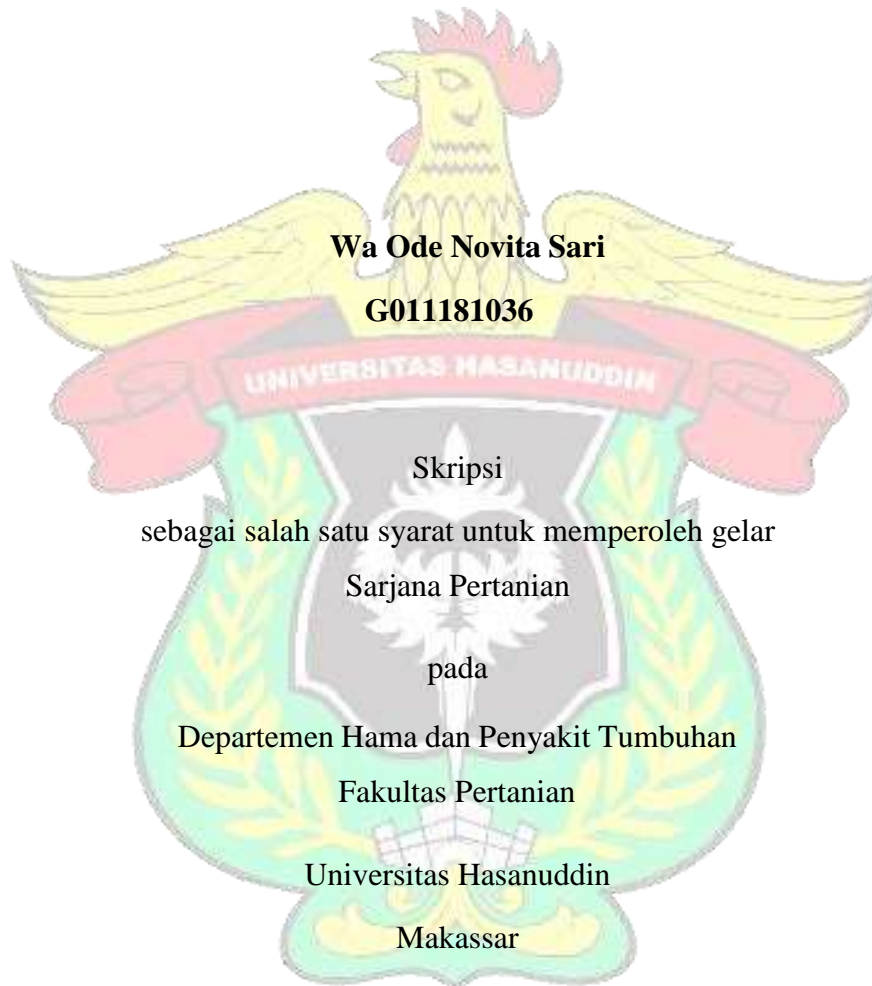 Wa Ode Novita Sari
G011181036
UNIVERSITAS HASANUDDIN
Skripsi
sebagai salah satu syarat untuk memperoleh gelar
Sarjana Pertanian
pada
Departemen Hama dan Penyakit Tumbuhan
Fakultas Pertanian
Universitas Hasanuddin
Makassar